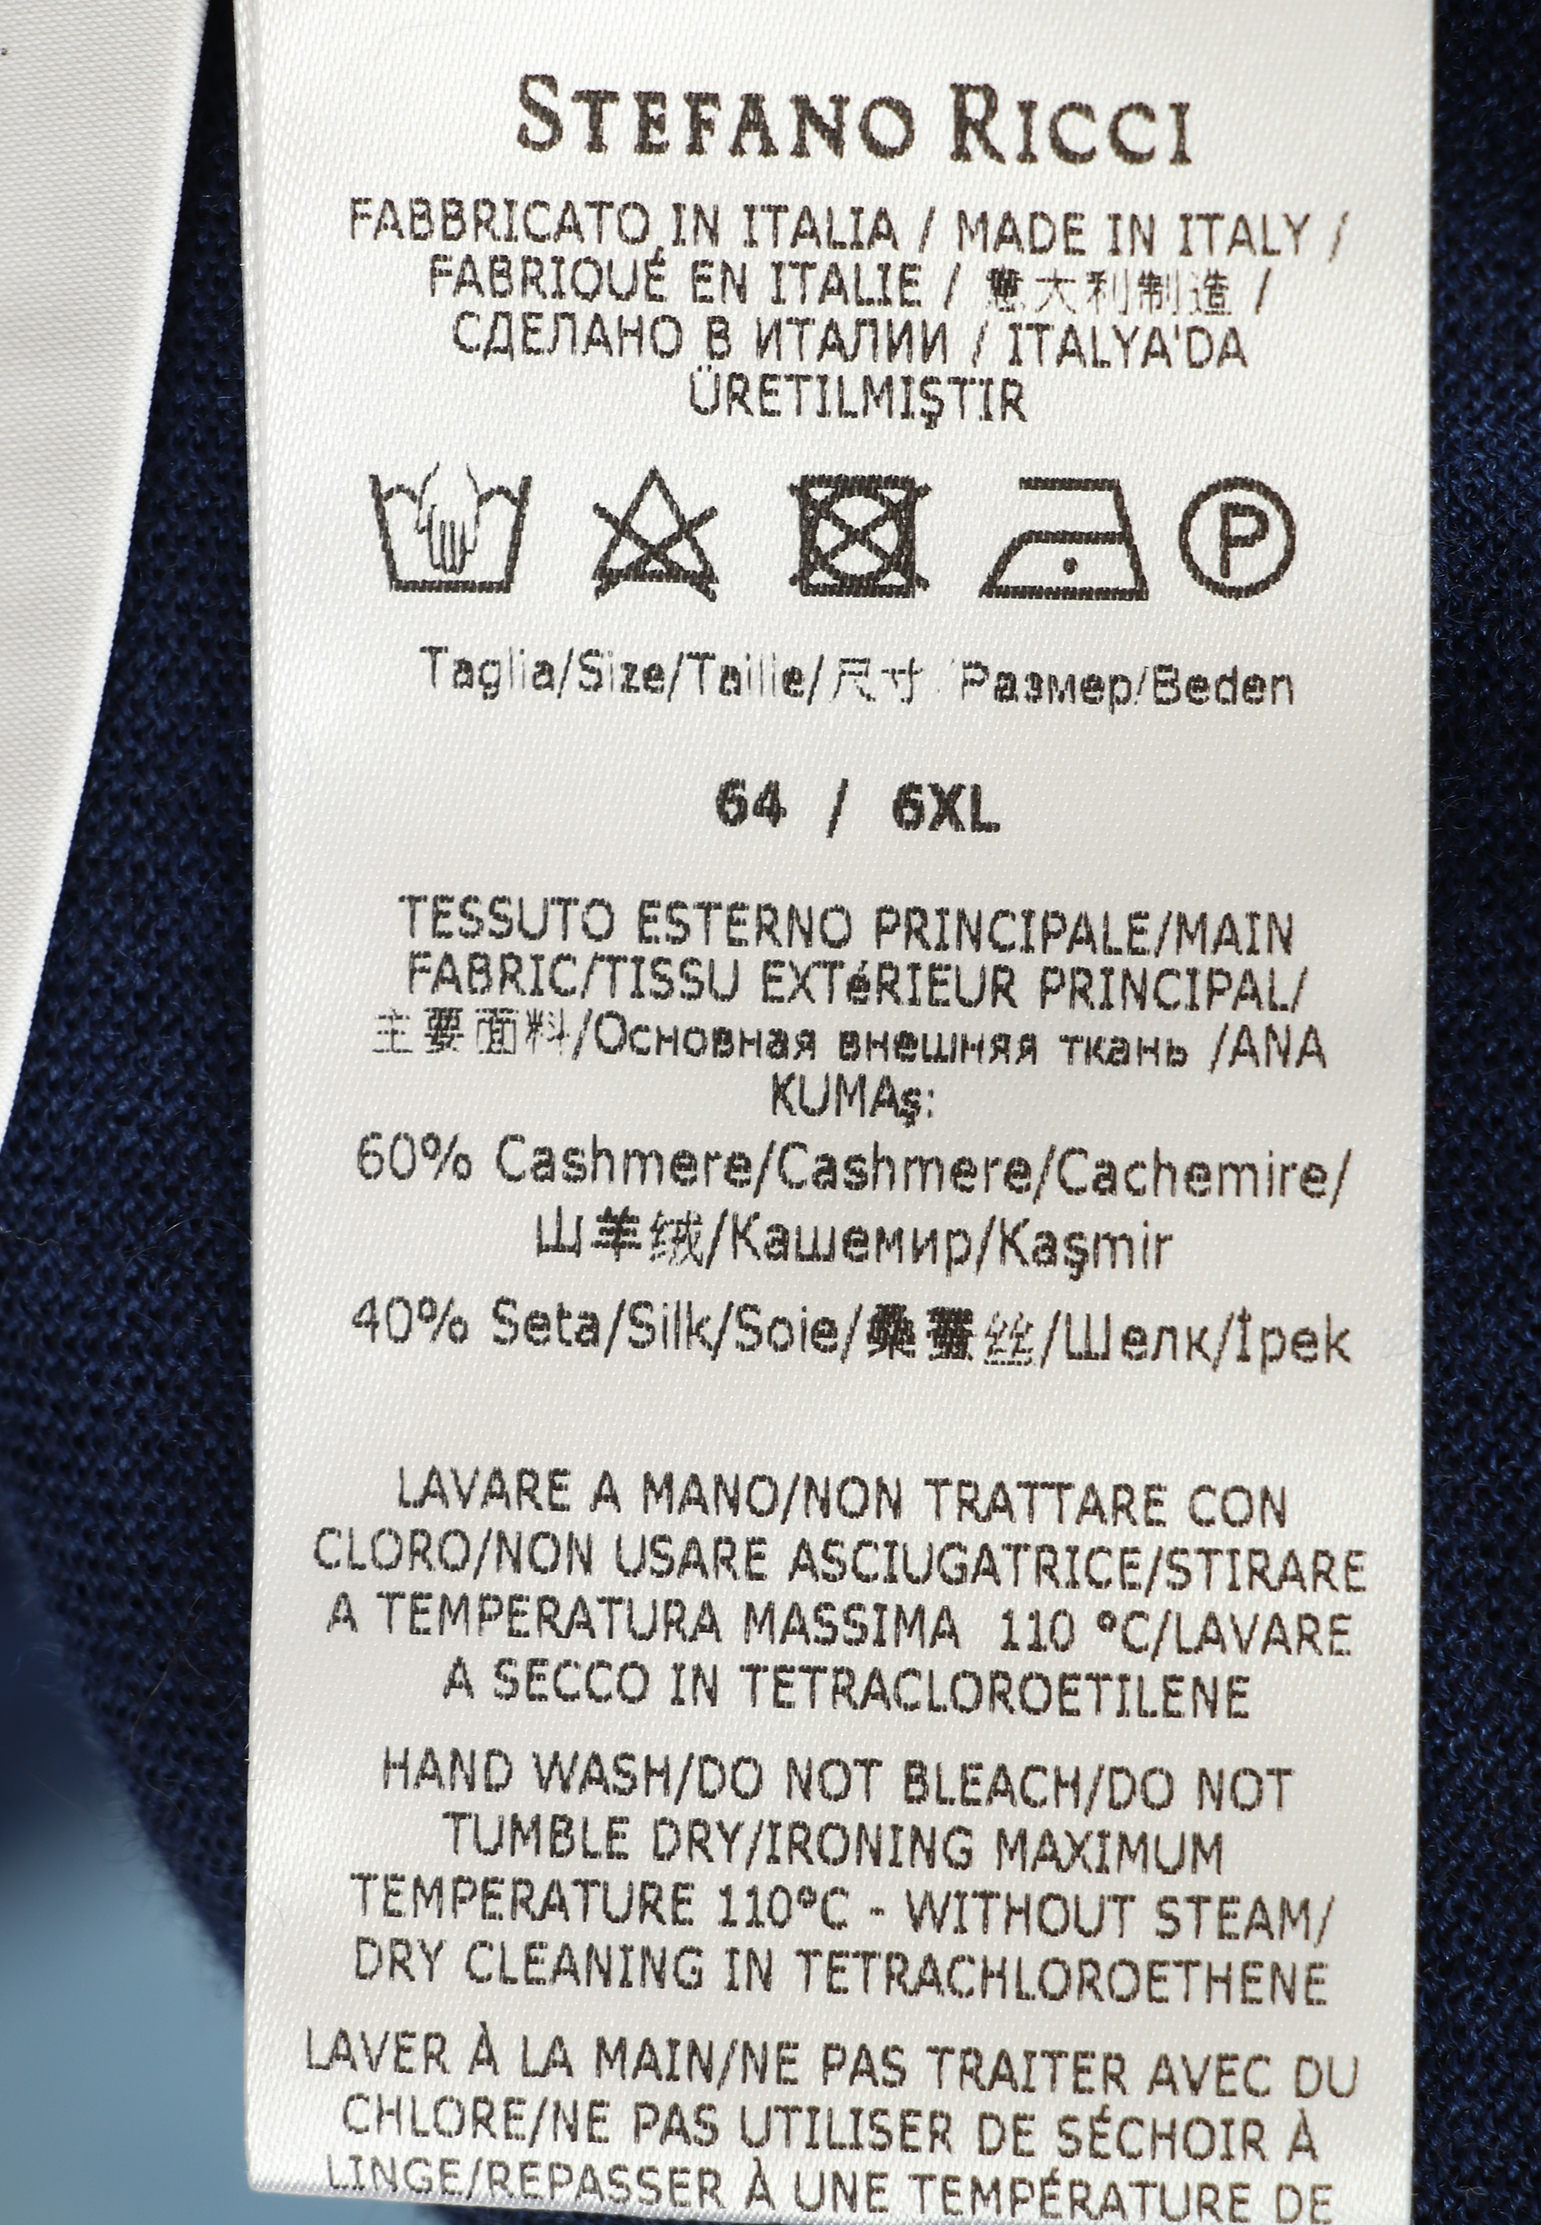 STEFANO RICCI
FABBRICATO IN ITALIA / MADE IN ITALY /
FABRIQUÉ EN ITALIE / 意大利制造 /
СДЕЛАНО В ИТАЛИИ / ITALYA'DA
ÜRETILMIŞTIR
P
Taglia/Size/Taille/尺寸/Размер/Beden
64 / 6XL
TESSUTO ESTERNO PRINCIPALE/MAIN
FABRIC/TISSU EXTéRIEUR PRINCIPAL/
主要面料/Основная внешняя ткань /ANA
KUMAş:
60% Cashmere/Cashmere/Cachemire/
山羊绒/Кашемир/Kaşmir
40% Seta/Silk/Soie/桑蚕丝/Шелк/İpek
LAVARE A MANO/NON TRATTARE CON
CLORO/NON USARE ASCIUGATRICE/STIRARE
A TEMPERATURA MASSIMA 110 °C/LAVARE
A SECCO IN TETRACLOROETILENE
HAND WASH/DO NOT BLEACH/DO NOT
TUMBLE DRY/IRONING MAXIMUM
TEMPERATURE 110°C - WITHOUT STEAM/
DRY CLEANING IN TETRACHLOROETHENE
LAVER À LA MAIN/NE PAS TRAITER AVEC DU
CHLORE/NE PAS UTILISER DE SÉCHOIR À
LINGE/REPASSER À UNE TEMPÉRATURE DE